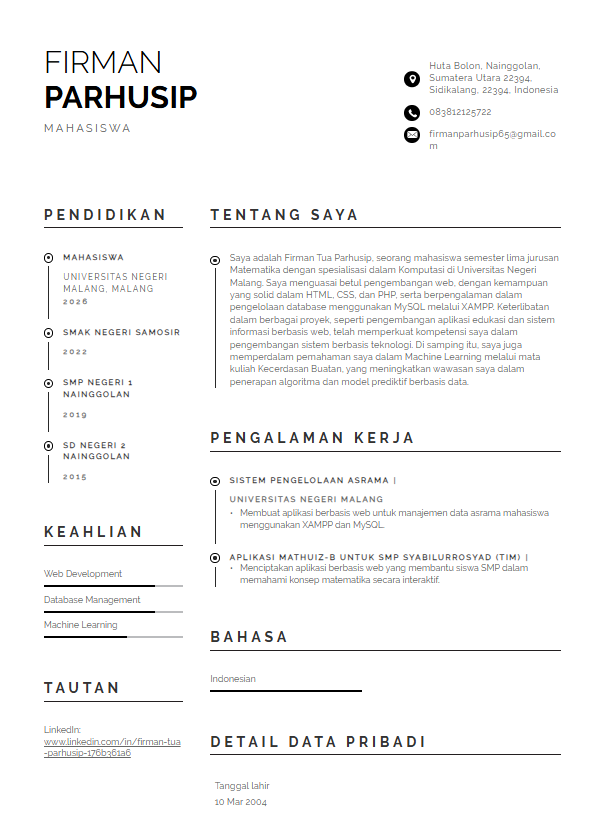 FIRMAN
PARHUSIP
MAHASISWA
Huta Bolon, Nainggolan,
Sumatera Utara 22394,
Sidikalang, 22394, Indonesia
083812125722
firmanparhusip65@gmail.co
m
PENDIDIKAN
MAHASISWA
UNIVERSITAS NEGERI
MALANG, MALANG
2026
SMAK NEGERI SAMOSIR
2022
SMP NEGERI 1
NAINGGOLAN
2019
SD NEGERI 2
NAINGGOLAN
2015
KEAHLIAN
Web Development
Database Management
Machine Learning
TAUTAN
LinkedIn:
www.linkedin.com/in/firman-tua
-parhusip-176b361a6
TENTANG SAYA
Saya adalah Firman Tua Parhusip, seorang mahasiswa semester lima jurusan
Matematika dengan spesialisasi dalam Komputasi di Universitas Negeri
Malang. Saya menguasai betul pengembangan web, dengan kemampuan
yang solid dalam HTML, CSS, dan PHP, serta berpengalaman dalam
pengelolaan database menggunakan MySQL melalui XAMPP. Keterlibatan
dalam berbagai proyek, seperti pengembangan aplikasi edukasi dan sistem
informasi berbasis web, telah memperkuat kompetensi saya dalam
pengembangan sistem berbasis teknologi. Di samping itu, saya juga
memperdalam pemahaman saya dalam Machine Learning melalui mata
kuliah Kecerdasan Buatan, yang meningkatkan wawasan saya dalam
penerapan algoritma dan model prediktif berbasis data.
PENGALAMAN KERJA
SISTEM PENGELOLAAN ASRAMA |
UNIVERSITAS NEGERI MALANG
• Membuat aplikasi berbasis web untuk manajemen data asrama mahasiswa
menggunakan XAMPP dan MySQL.
APLIKASI MATHUIZ-B UNTUK SMP SYABILURROSYAD (TIM) |
• Menciptakan aplikasi berbasis web yang membantu siswa SMP dalam
memahami konsep matematika secara interaktif.
BAHASA
Indonesian
DETAIL DATA PRIBADI
Tanggal lahir
10 Mar 2004